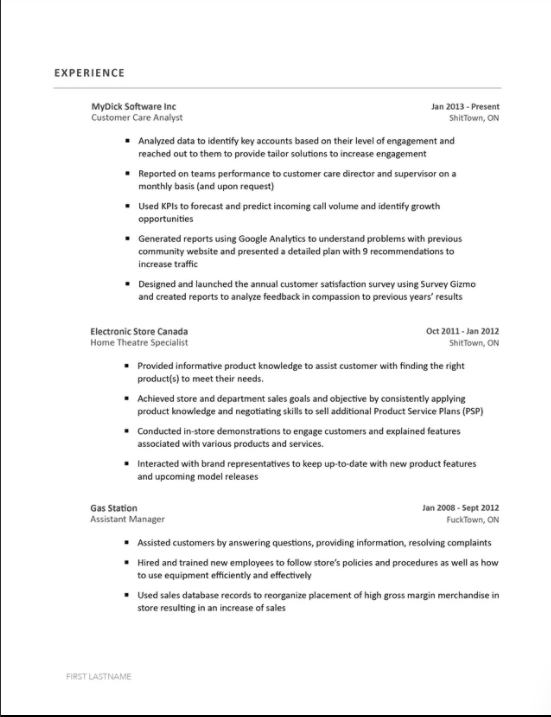 EXPERIENCE
MyDick Software Inc Jan 2013 - Present
Customer Care Analyst ShitTown, ON
▪ Analyzed data to identify key accounts based on their level of engagement and
reached out to them to provide tailor solutions to increase engagement
▪ Reported on teams performance to customer care director and supervisor on a
monthly basis (and upon request)
▪ Used KPIs to forecast and predict incoming call volume and identify growth
opportunities
▪ Generated reports using Google Analytics to understand problems with previous
community website and presented a detailed plan with 9 recommendations to
increase traffic
▪ Designed and launched the annual customer satisfaction survey using Survey Gizmo
and created reports to analyze feedback in compassion to previous years' results
Electronic Store Canada Oct 2011 - Jan 2012
Home Theatre Specialist ShitTown, ON
▪ Provided informative product knowledge to assist customer with finding the right
product(s) to meet their needs.
▪ Achieved store and department sales goals and objective by consistently applying
product knowledge and negotiating skills to sell additional Product Service Plans (PSP)
▪ Conducted in-store demonstrations to engage customers and explained features
associated with various products and services.
▪ Interacted with brand representatives to keep up-to-date with new product features
and upcoming model releases
Gas Station Jan 2008 - Sept 2012
Assistant Manager FuckTown, ON
▪ Assisted customers by answering questions, providing information, resolving complaints
▪ Hired and trained new employees to follow store's policies and procedures as well as how
to use equipment efficiently and effectively
▪ Used sales database records to reorganize placement of high gross margin merchandise in
store resulting in an increase of sales
FIRST LASTNAME